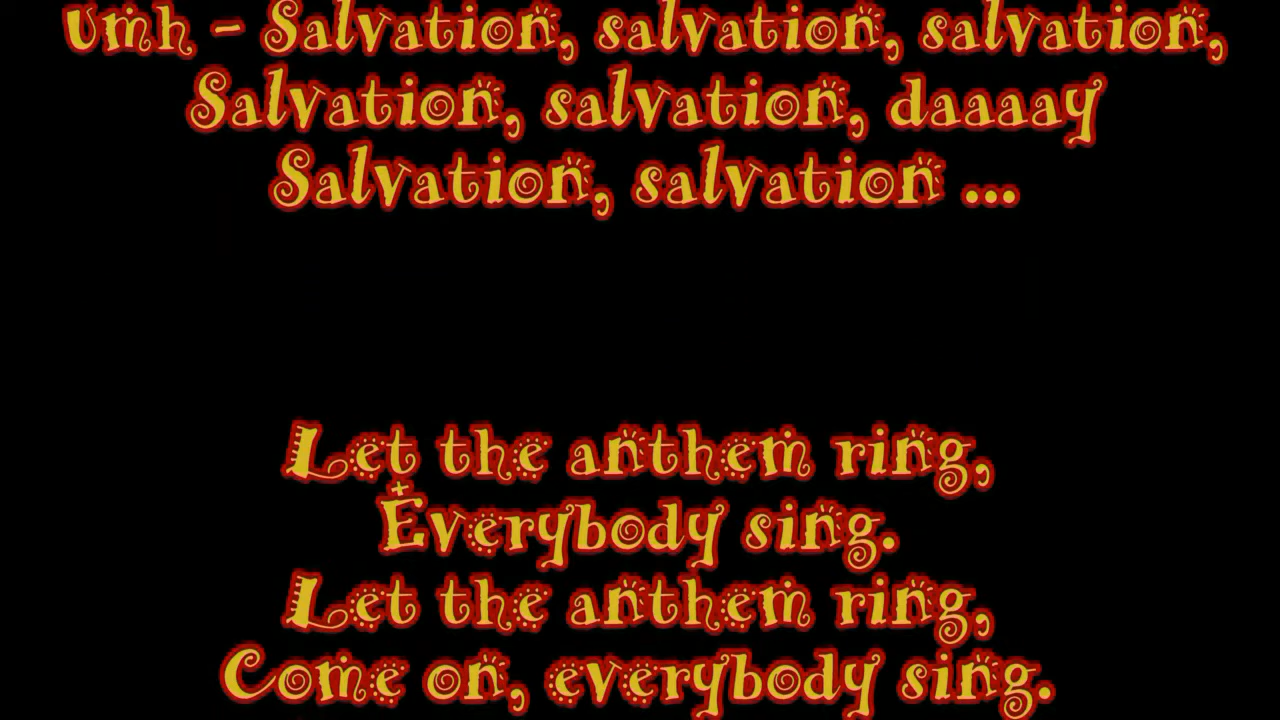 Umh - Salvation, salvation, salvation,
Salvation, salvation, daaaay
Salvation, salvation ...
Let the anthem ring,
Everybody sing.
Let the anthem ring,
Come on, everybody sing.